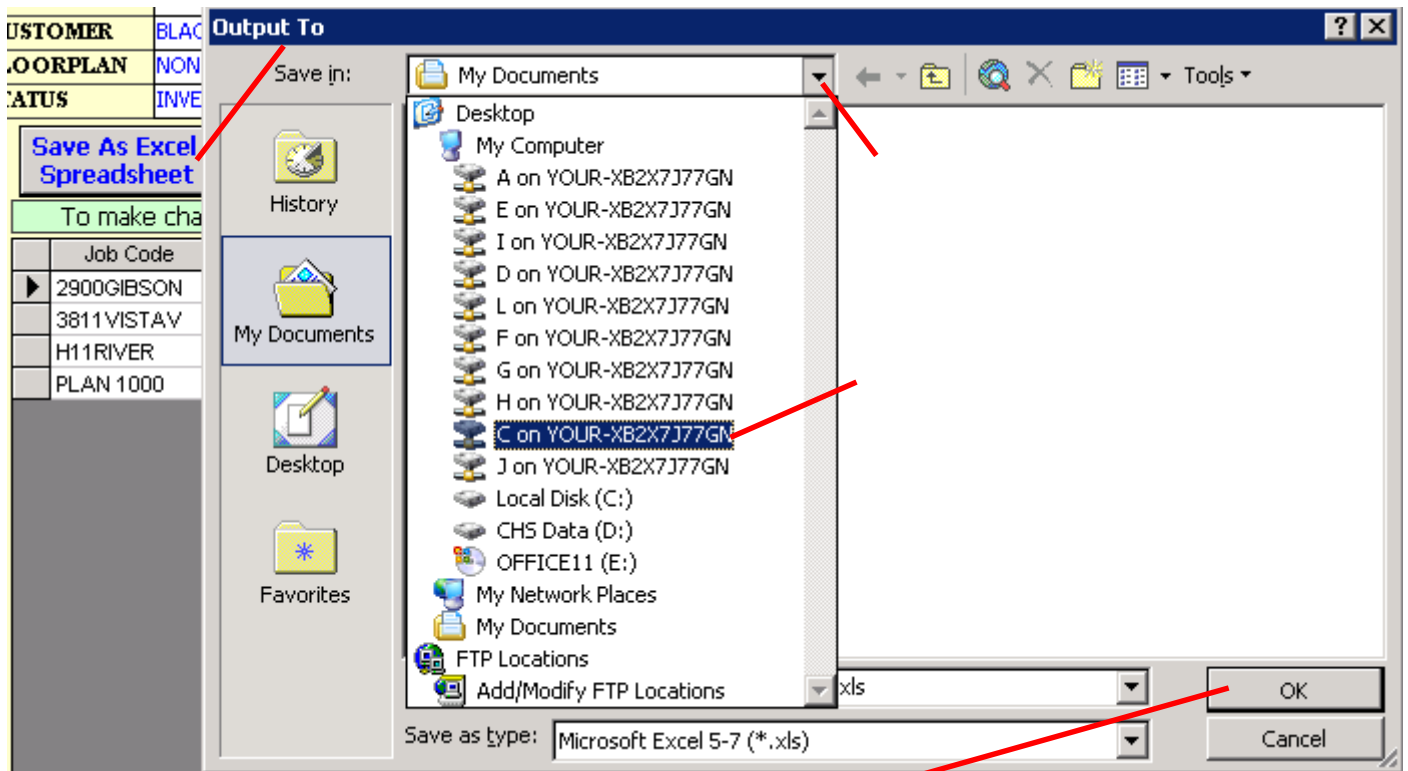 USTOMER BLAC
LOORPLAN NON
TATUS INVE
Save As Excel
Spreadsheet
To make cha
Job Code
2900GIBSON
3811VISTAV
H11RIVER
PLAN 1000
Output To
Save in: My Documents Tools
History
My Documents
Desktop
Favorites
Desktop
My Computer
A on YOUR-XB2X7J77GN
E on YOUR-XB2X7J77GN
I on YOUR-XB2X7J77GN
D on YOUR-XB2X7J77GN
L on YOUR-XB2X7J77GN
F on YOUR-XB2X7J77GN
G on YOUR-XB2X7J77GN
H on YOUR-XB2X7J77GN
C on YOUR-XB2X7J77GN
J on YOUR-XB2X7J77GN
Local Disk (C:)
CHS Data (D:)
OFFICE11 (E:)
My Network Places
My Documents
FTP Locations
Add/Modify FTP Locations
xls
OK
Save as type: Microsoft Excel 5-7 (*.xls)
Cancel